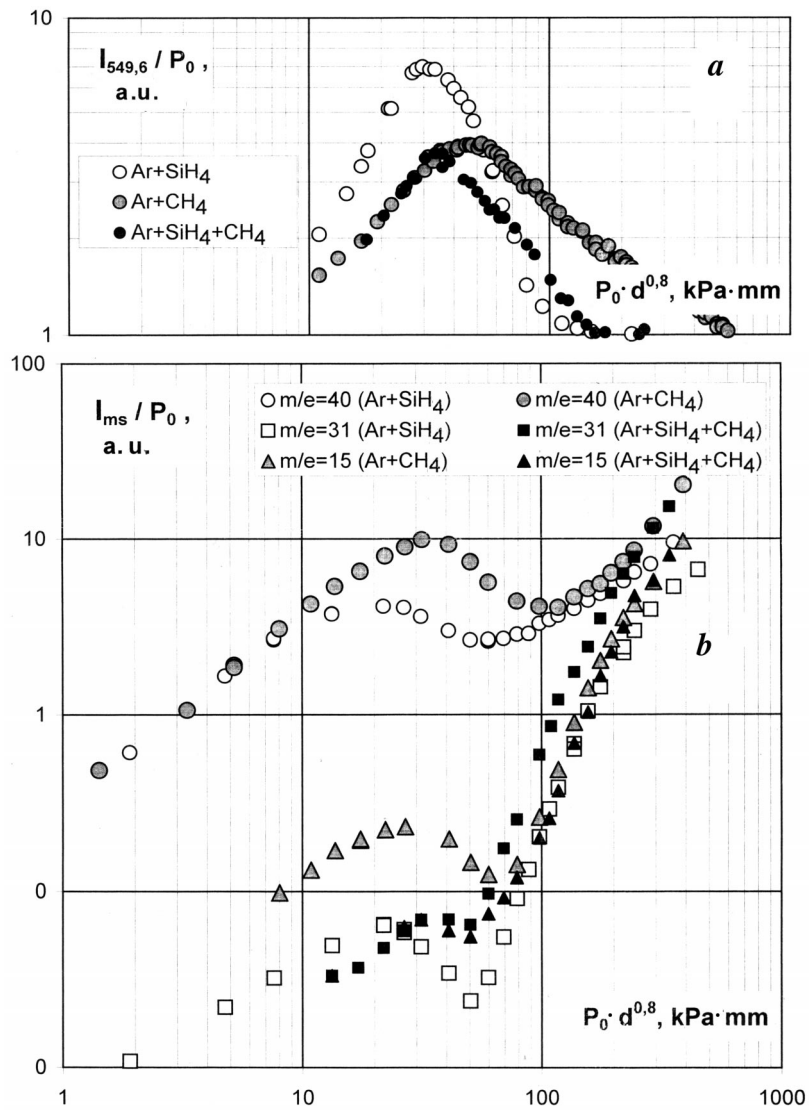 10
I549,6 / P0 ,
a.u.
a
Ar+SiH4
Ar+CH4
Ar+SiH4+CH4
P0·d0,8, kPa·mm
1
100
Ims / P0 ,
a.u.
m/e=40 (Ar+SiH4) m/e=40 (Ar+CH4)
m/e=31 (Ar+SiH4) m/e=31 (Ar+SiH4+CH4)
m/e=15 (Ar+CH4) m/e=15 (Ar+SiH4+CH4)
10
b
1
0
P0·d0,8, kPa·mm
0
1 10 100 1000